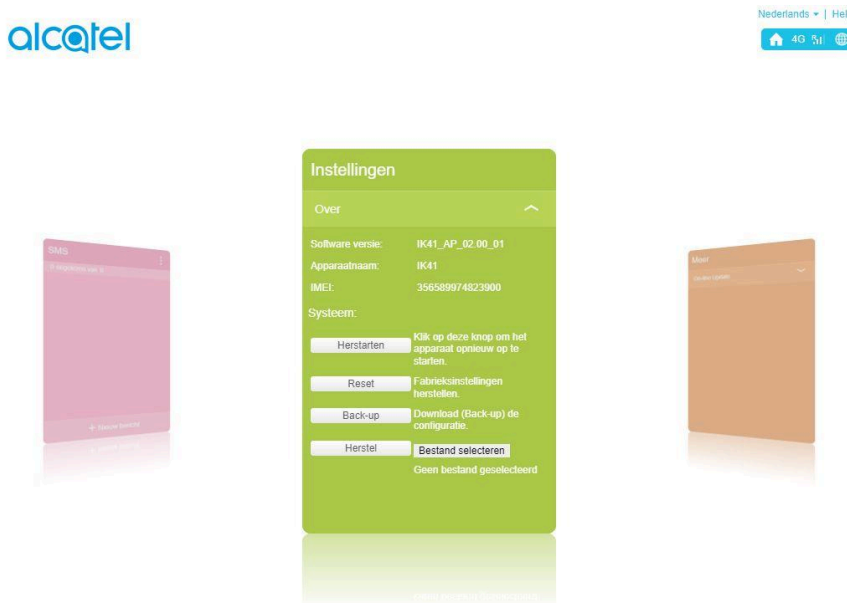 Nederlands | Hel
alcatel
4G
Instellingen
Over
Software versie: IK41_AP_02.00_01
Apparaatnaam: IK41
IMEI: 356589974823900
Systeem:
Herstarten
Klik op deze knop om het
apparaat opnieuw op te
starten.
Reset
Fabrieksinstellingen
herstellen.
Back-up
Download (Back-up) de
configuratie.
Herstel
Bestand selecteren
Geen bestand geselecteerd
SMS
+ Nieuw bericht
Meer